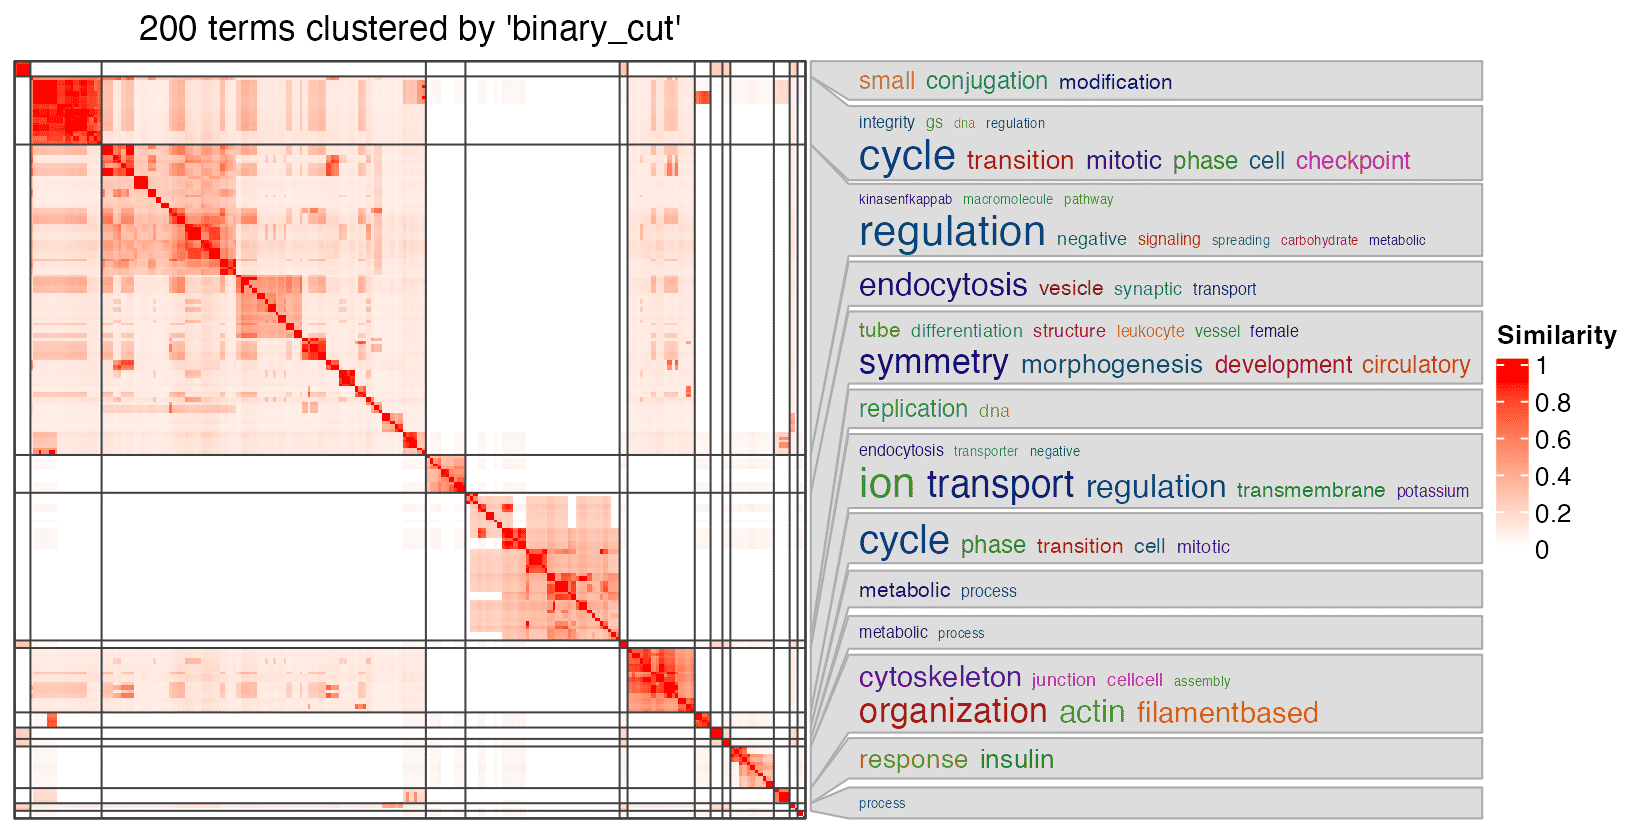 200 terms clustered by 'binary_cut'
small conjugation modification
integrity gs dna regulation
cycle transition mitotic phase cell checkpoint
kinasenfkappab macromolecule pathway
regulation negative signaling spreading carbohydrate metabolic
endocytosis vesicle synaptic transport
tube differentiation structure leukocyte vessel female
symmetry morphogenesis development circulatory
replication dna
endocytosis transporter negative
ion transport regulation transmembrane potassium
cycle phase transition cell mitotic
metabolic process
metabolic process
cytoskeleton junction cellcell assembly
organization actin filamentbased
response insulin
process
Similarity
1
0.8
0.6
0.4
0.2
0